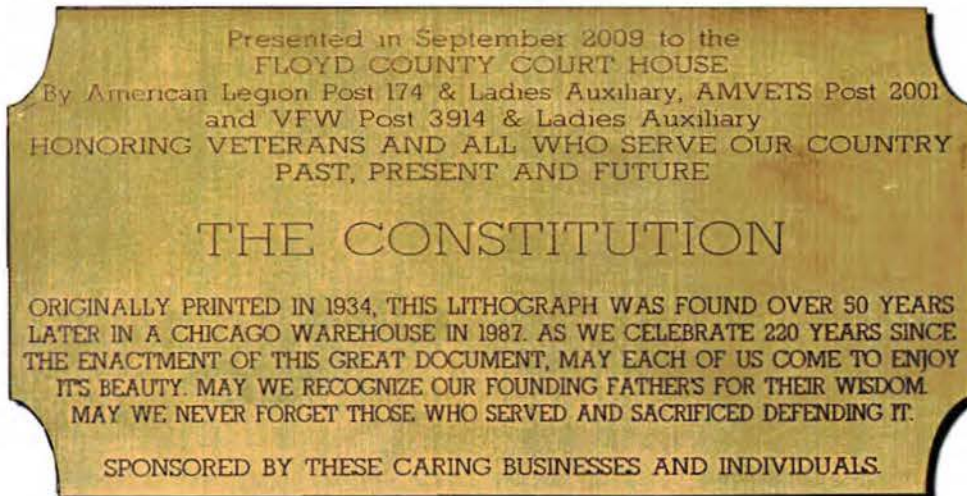 Presented in September 2009 to the
FLOYD COUNTY COURT HOUSE
By American Legion Post 174 & Ladies Auxiliary, AMVETS Post 2001
and VFW Post 3914 & Ladies Auxiliary
HONORING VETERANS AND ALL WHO SERVE OUR COUNTRY
PAST, PRESENT AND FUTURE
THE CONSTITUTION
ORIGINALLY PRINTED IN 1934, THIS LITHOGRAPH WAS FOUND OVER 50 YEARS
LATER IN A CHICAGO WAREHOUSE IN 1987. AS WE CELEBRATE 220 YEARS SINCE
THE ENACTMENT OF THIS GREAT DOCUMENT, MAY EACH OF US COME TO ENJOY
IT'S BEAUTY. MAY WE RECOGNIZE OUR FOUNDING FATHER'S FOR THEIR WISDOM.
MAY WE NEVER FORGET THOSE WHO SERVED AND SACRIFICED DEFENDING IT.
SPONSORED BY THESE CARING BUSINESSES AND INDIVIDUALS.